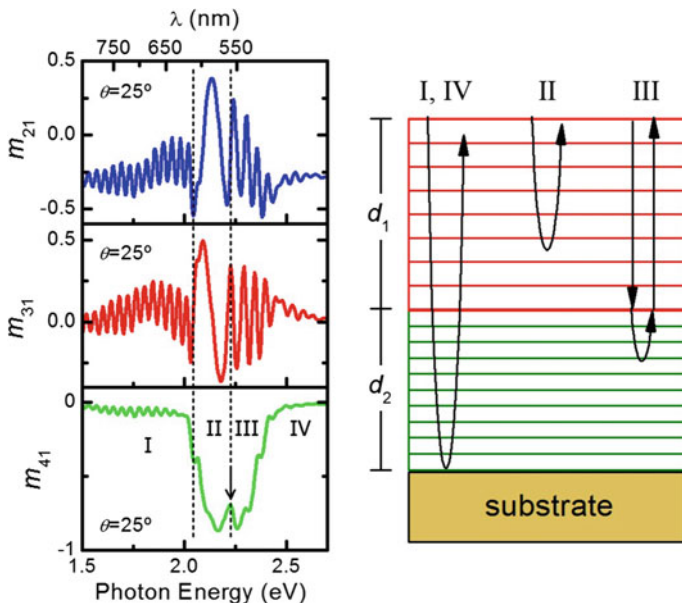 λ (nm)
750 650 550
0.5
θ=25°
m21
0.0
-0.5
0.5
θ=25°
m31
0.0
0
I II III IV
m41
θ=25°
-1
1.5 2.0 2.5
Photon Energy (eV)
I, IV II III
d1
d2
substrate